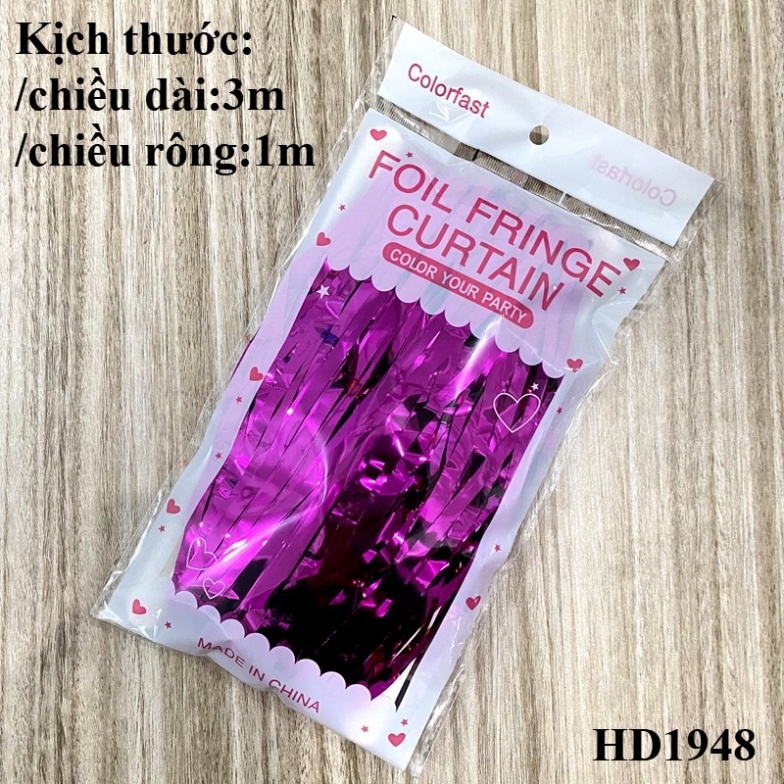 Kịch thước:
/chiều dài:3m
/chiều rông:1m
Colorfast
Colorfast
FOIL FRINGE
CURTAIN
COLOR YOUR PARTY
MADE IN CHINA
HD1948